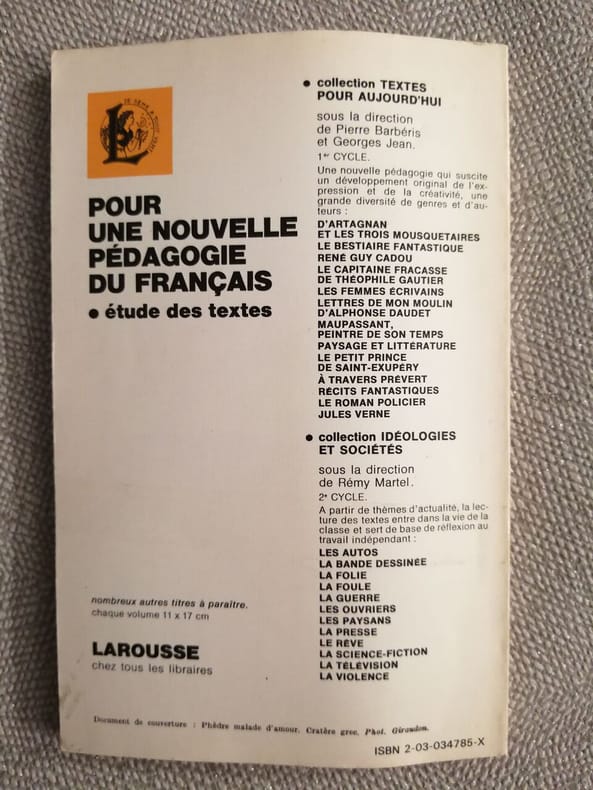 JE SÈME A TOUT VENT
POUR
UNE NOUVELLE
PÉDAGOGIE
DU FRANÇAIS
• étude des textes
nombreux autres titres à paraître.
chaque volume 11 x 17 cm
LAROUSSE
chez tous les libraires
• collection TEXTES
POUR AUJOURD'HUI
sous la direction
de Pierre Barbéris
et Georges Jean.
1er CYCLE.
Une nouvelle pédagogie qui suscite
un développement original de l'ex-
pression et de la créativité, une
grande diversité de genres et d'au-
teurs :
D'ARTAGNAN
ET LES TROIS MOUSQUETAIRES
LE BESTIAIRE FANTASTIQUE
RENÉ GUY CADOU
LE CAPITAINE FRACASSE
DE THÉOPHILE GAUTIER
LES FEMMES ÉCRIVAINS
LETTRES DE MON MOULIN
D'ALPHONSE DAUDET
MAUPASSANT,
PEINTRE DE SON TEMPS
PAYSAGE ET LITTÉRATURE
LE PETIT PRINCE
DE SAINT-EXUPÉRY
À TRAVERS PRÉVERT
RÉCITS FANTASTIQUES
LE ROMAN POLICIER
JULES VERNE
• collection IDÉOLOGIES
ET SOCIÉTÉS
sous la direction
de Rémy Martel.
2e CYCLE.
A partir de thèmes d'actualité, la lec-
ture des textes entre dans la vie de la
classe et sert de base de réflexion au
travail indépendant :
LES AUTOS
LA BANDE DESSINÉE
LA FOLIE
LA FOULE
LA GUERRE
LES OUVRIERS
LES PAYSANS
LA PRESSE
LE RÊVE
LA SCIENCE-FICTION
LA TÉLÉVISION
LA VIOLENCE
Document de couverture : Phèdre malade d'amour. Cratère grec. Phot. Giraudon.
ISBN 2-03-034785-X